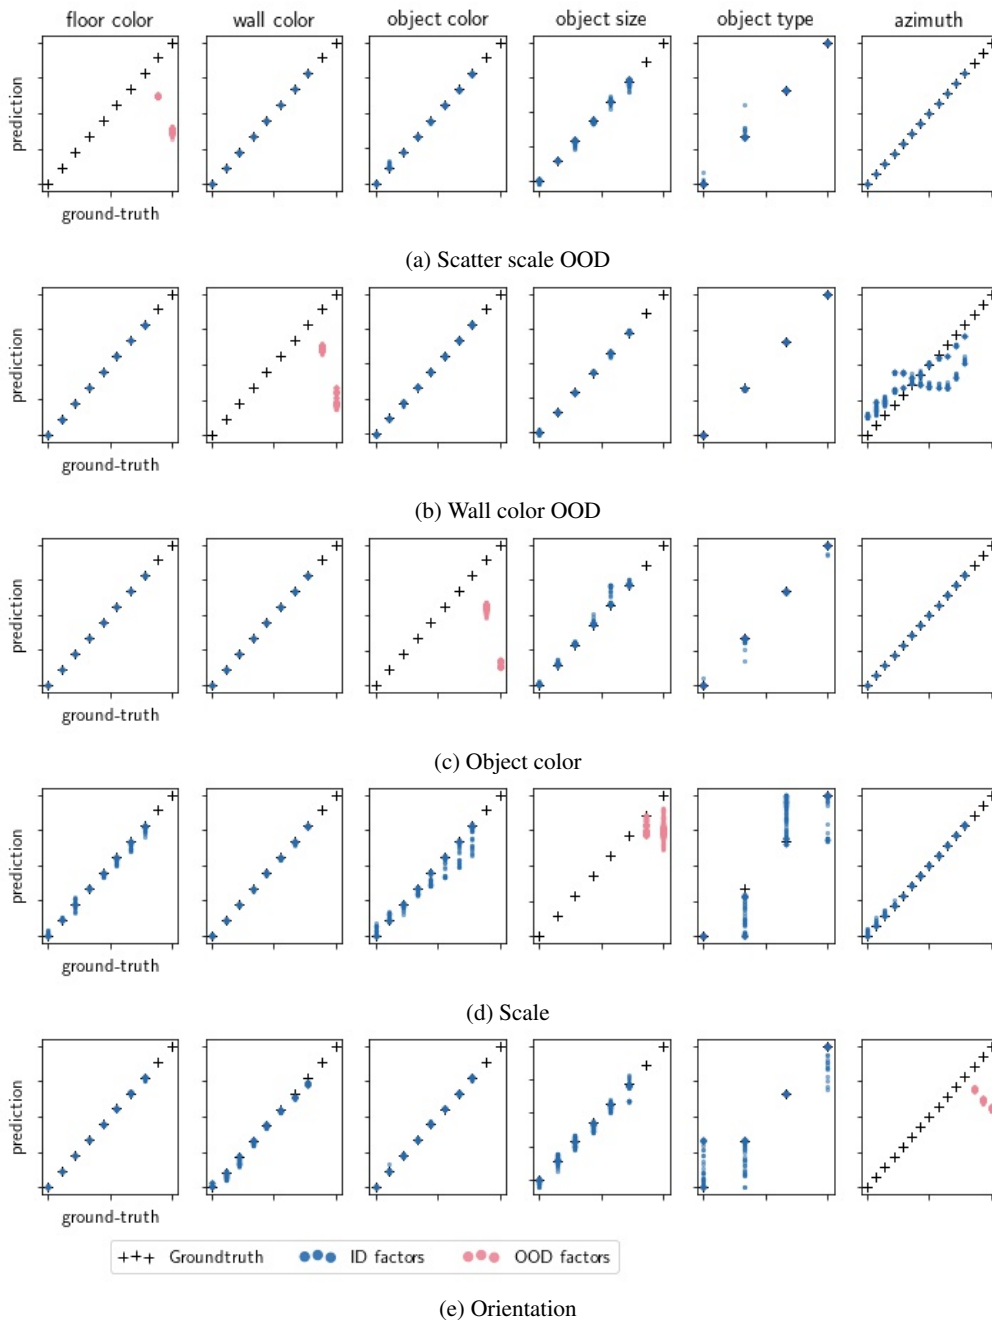 floor color wall color object color object size object type azimuth
prediction
ground-truth
(a) Scatter scale OOD
prediction
ground-truth
(b) Wall color OOD
prediction
ground-truth
(c) Object color
prediction
ground-truth
(d) Scale
prediction
ground-truth
Groundtruth ID factors OOD factors
(e) Orientation